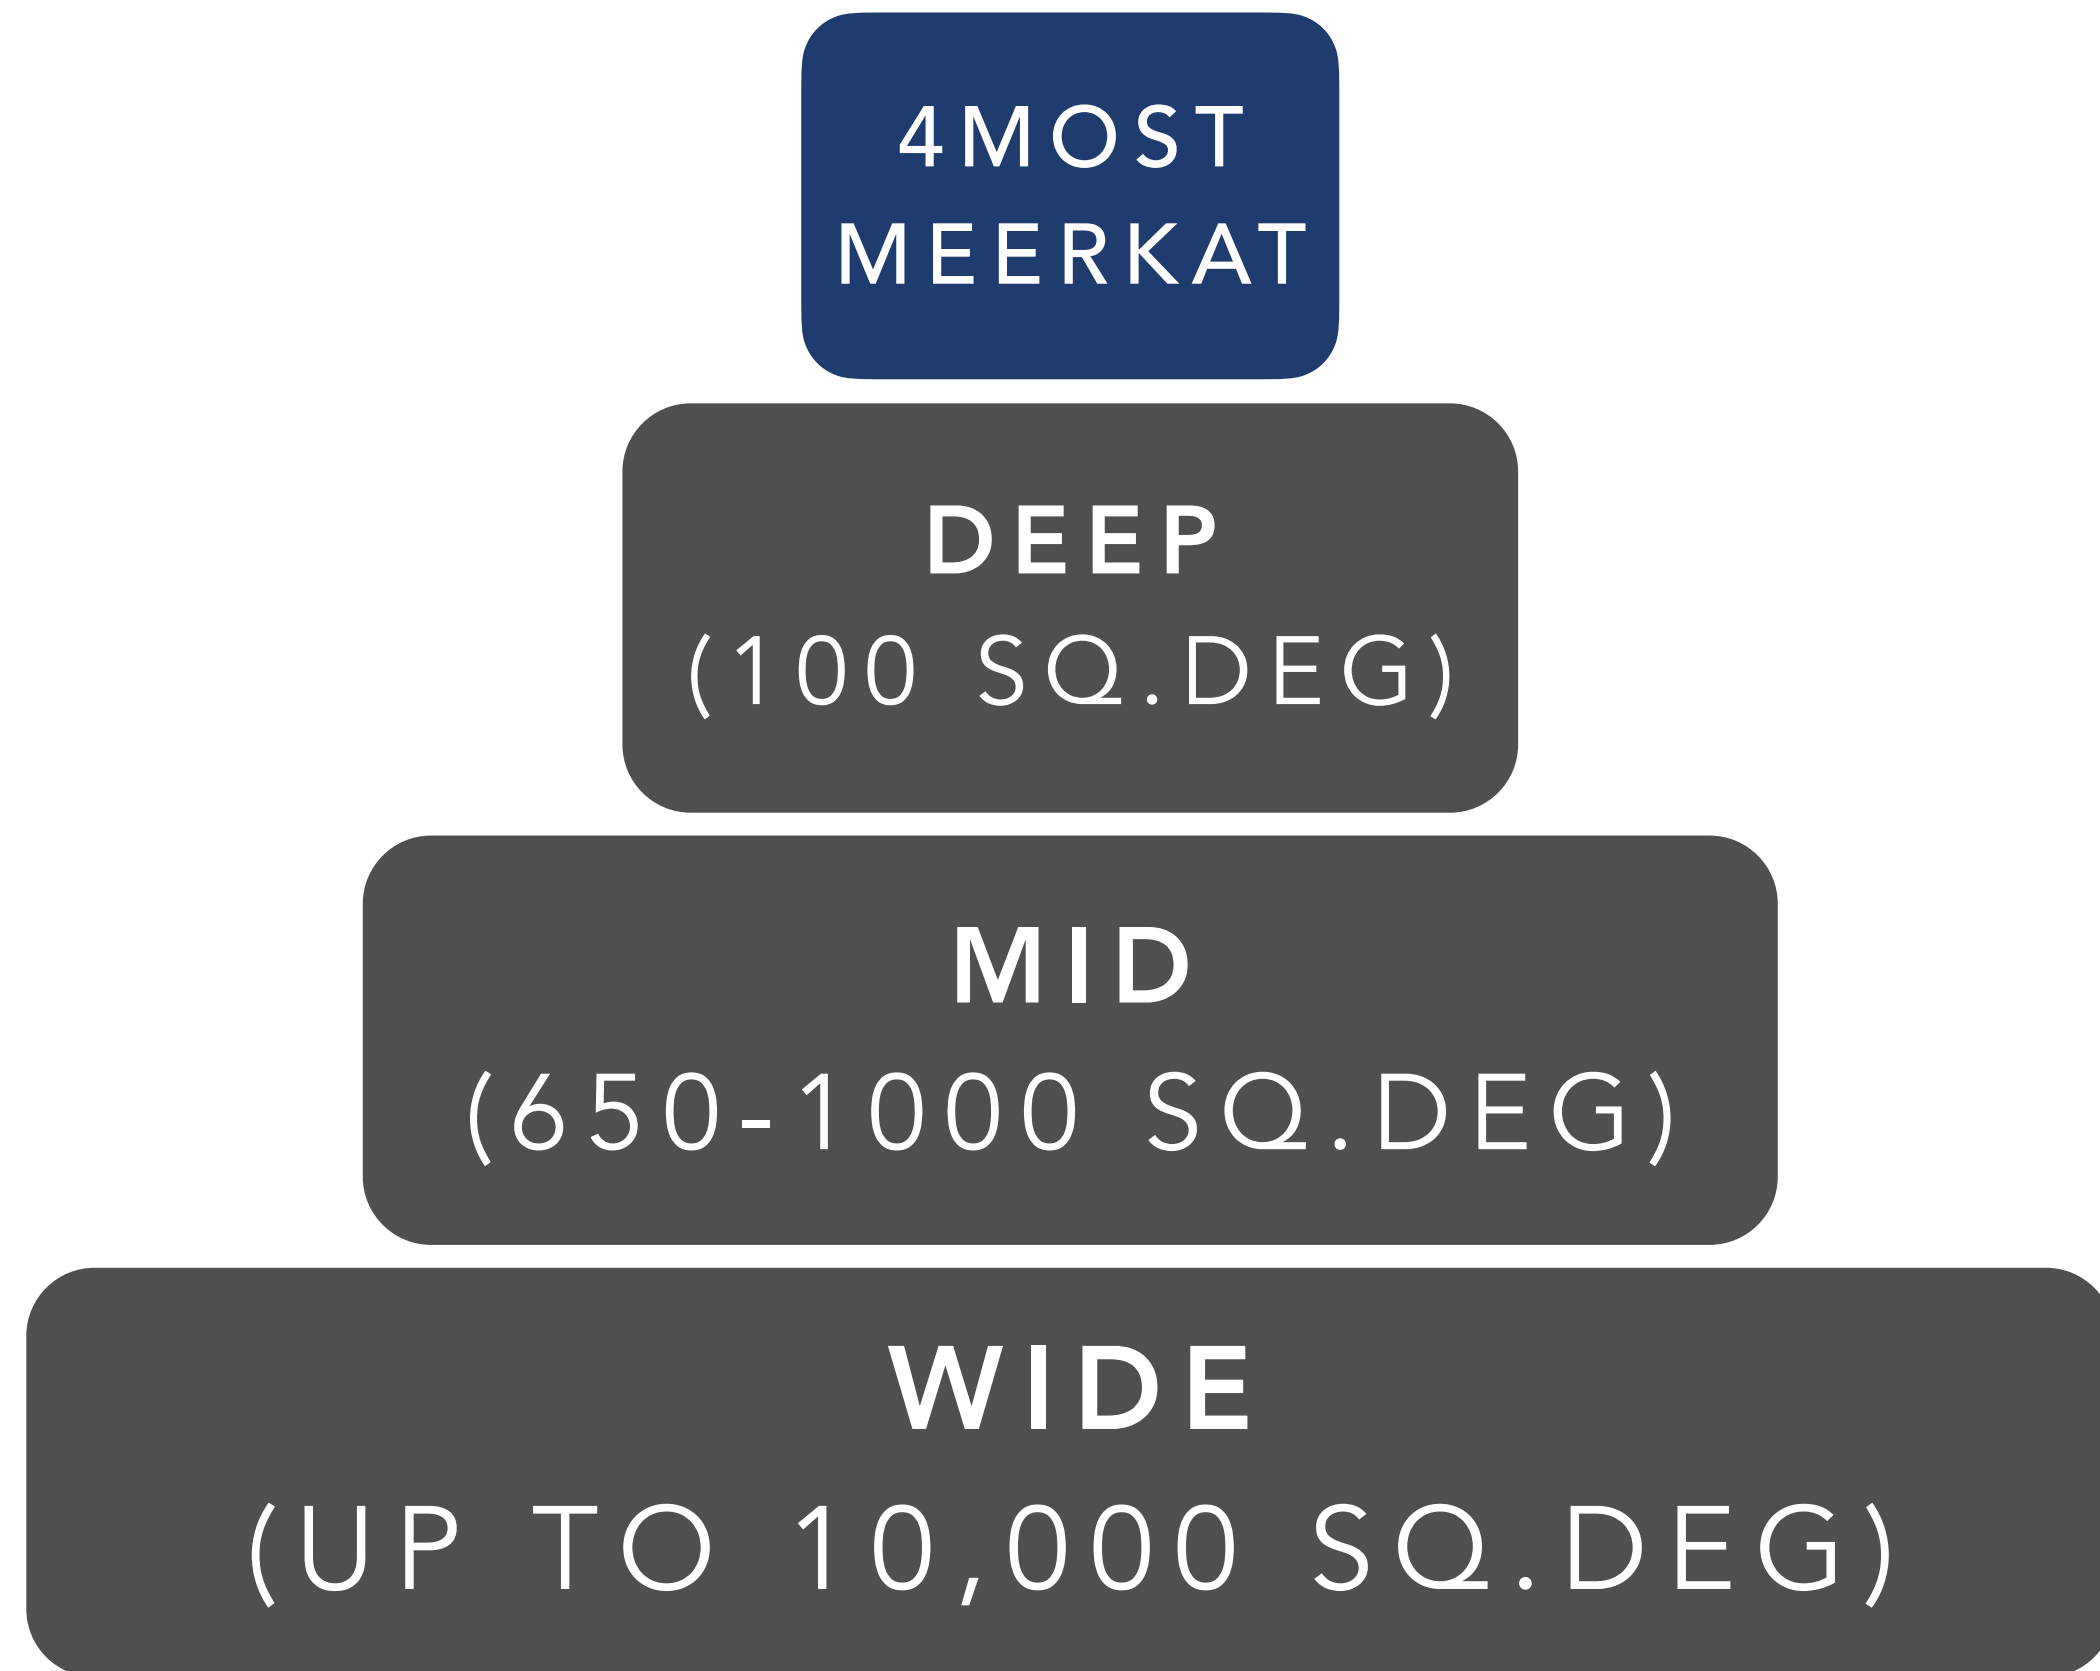 4MOST
MEERKAT
DEEP
(100 SQ.DEG)
MID
(650-1000 SQ.DEG)
WIDE
(UP TO 10,000 SQ.DEG)